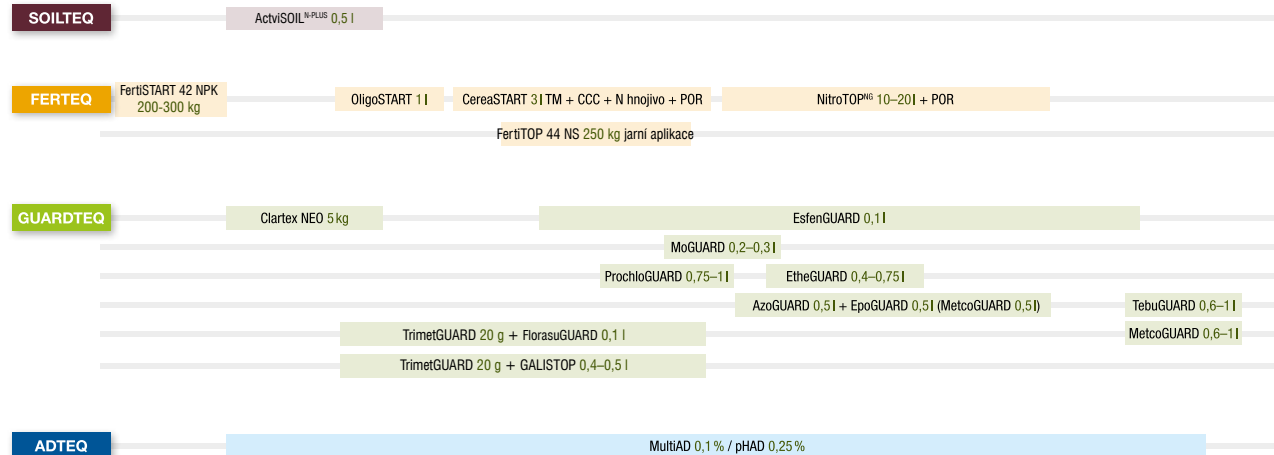 SOILTEQ
ActviSOIL N-PLUS 0,5 l
FERTEQ
FertiSTART 42 NPK
200-300 kg
OligoSTART 1 l
CereaSTART 3 l TM + CCC + N hnojivo + POR
NitroTOP NG 10–20 l + POR
FertiTOP 44 NS 250 kg jarní aplikace
GUARDTEQ
Clartex NEO 5 kg
EsfenGUARD 0,1 l
MoGUARD 0,2–0,3 l
ProchloGUARD 0,75–1 l
EtheGUARD 0,4–0,75 l
AzoGUARD 0,5 l + EpoGUARD 0,5 l (MetcoGUARD 0,5 l)
TebuGUARD 0,6–1 l
TrimetGUARD 20 g + FlorasuGUARD 0,1 l
MetcoGUARD 0,6–1 l
TrimetGUARD 20 g + GALISTOP 0,4–0,5 l
ADTEQ
MultiAD 0,1 % / pHAD 0,25 %